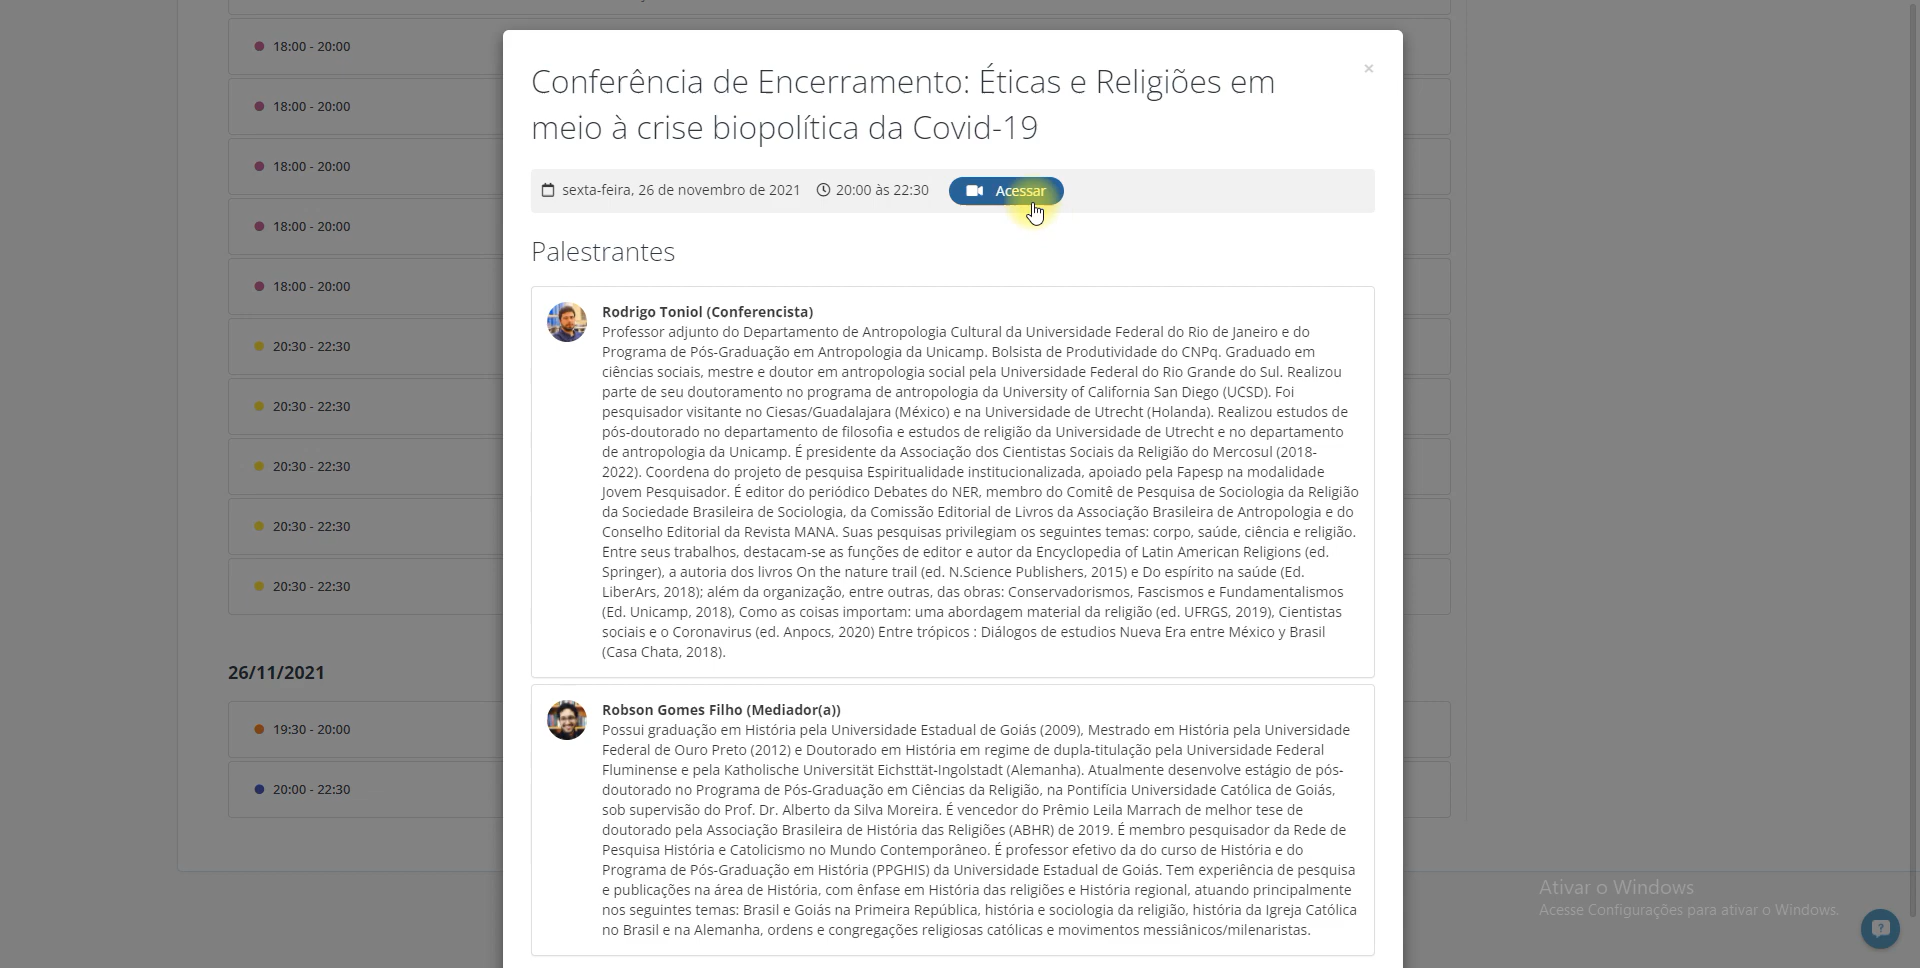 18:00 - 20:00
18:00 - 20:00
18:00 - 20:00
18:00 - 20:00
18:00 - 20:00
20:30 - 22:30
20:30 - 22:30
20:30 - 22:30
20:30 - 22:30
20:30 - 22:30
26/11/2021
19:30 - 20:00
20:00 - 22:30
×
Conferência de Encerramento: Éticas e Religiões em
meio à crise biopolítica da Covid-19
sexta-feira, 26 de novembro de 2021 20:00 às 22:30 Acessar
Palestrantes
Rodrigo Toniol (Conferencista)
Professor adjunto do Departamento de Antropologia Cultural da Universidade Federal do Rio de Janeiro e do
Programa de Pós-Graduação em Antropologia da Unicamp. Bolsista de Produtividade do CNPq. Graduado em
ciências sociais, mestre e doutor em antropologia social pela Universidade Federal do Rio Grande do Sul. Realizou
parte de seu doutoramento no programa de antropologia da University of California San Diego (UCSD). Foi
pesquisador visitante no Ciesas/Guadalajara (México) e na Universidade de Utrecht (Holanda). Realizou estudos de
pós-doutorado no departamento de filosofia e estudos de religião da Universidade de Utrecht e no departamento
de antropologia da Unicamp. É presidente da Associação dos Cientistas Sociais da Religião do Mercosul (2018-
2022). Coordena do projeto de pesquisa Espiritualidade institucionalizada, apoiado pela Fapesp na modalidade
Jovem Pesquisador. É editor do periódico Debates do NER, membro do Comitê de Pesquisa de Sociologia da Religião
da Sociedade Brasileira de Sociologia, da Comissão Editorial de Livros da Associação Brasileira de Antropologia e do
Conselho Editorial da Revista MANA. Suas pesquisas privilegiam os seguintes temas: corpo, saúde, ciência e religião.
Entre seus trabalhos, destacam-se as funções de editor e autor da Encyclopedia of Latin American Religions (ed.
Springer), a autoria dos livros On the nature trail (ed. N.Science Publishers, 2015) e Do espírito na saúde (Ed.
LiberArs, 2018); além da organização, entre outras, das obras: Conservadorismos, Fascismos e Fundamentalismos
(Ed. Unicamp, 2018), Como as coisas importam: uma abordagem material da religião (ed. UFRGS, 2019), Cientistas
sociais e o Coronavirus (ed. Anpocs, 2020) Entre trópicos : Diálogos de estudios Nueva Era entre México y Brasil
(Casa Chata, 2018).
Robson Gomes Filho (Mediador(a))
Possui graduação em História pela Universidade Estadual de Goiás (2009), Mestrado em História pela Universidade
Federal de Ouro Preto (2012) e Doutorado em História em regime de dupla-titulação pela Universidade Federal
Fluminense e pela Katholische Universität Eichsttät-Ingolstadt (Alemanha). Atualmente desenvolve estágio de pós-
doutorado no Programa de Pós-Graduação em Ciências da Religião, na Pontifícia Universidade Católica de Goiás,
sob supervisão do Prof. Dr. Alberto da Silva Moreira. É vencedor do Prêmio Leila Marrach de melhor tese de
doutorado pela Associação Brasileira de História das Religiões (ABHR) de 2019. É membro pesquisador da Rede de
Pesquisa História e Catolicismo no Mundo Contemporâneo. É professor efetivo da do curso de História e do
Programa de Pós-Graduação em História (PPGHIS) da Universidade Estadual de Goiás. Tem experiência de pesquisa
e publicações na área de História, com ênfase em História das religiões e História regional, atuando principalmente
nos seguintes temas: Brasil e Goiás na Primeira República, história e sociologia da religião, história da Igreja Católica
no Brasil e na Alemanha, ordens e congregações religiosas católicas e movimentos messiânicos/milenaristas.
Ativar o Windows
Acesse Configurações para ativar o Windows.